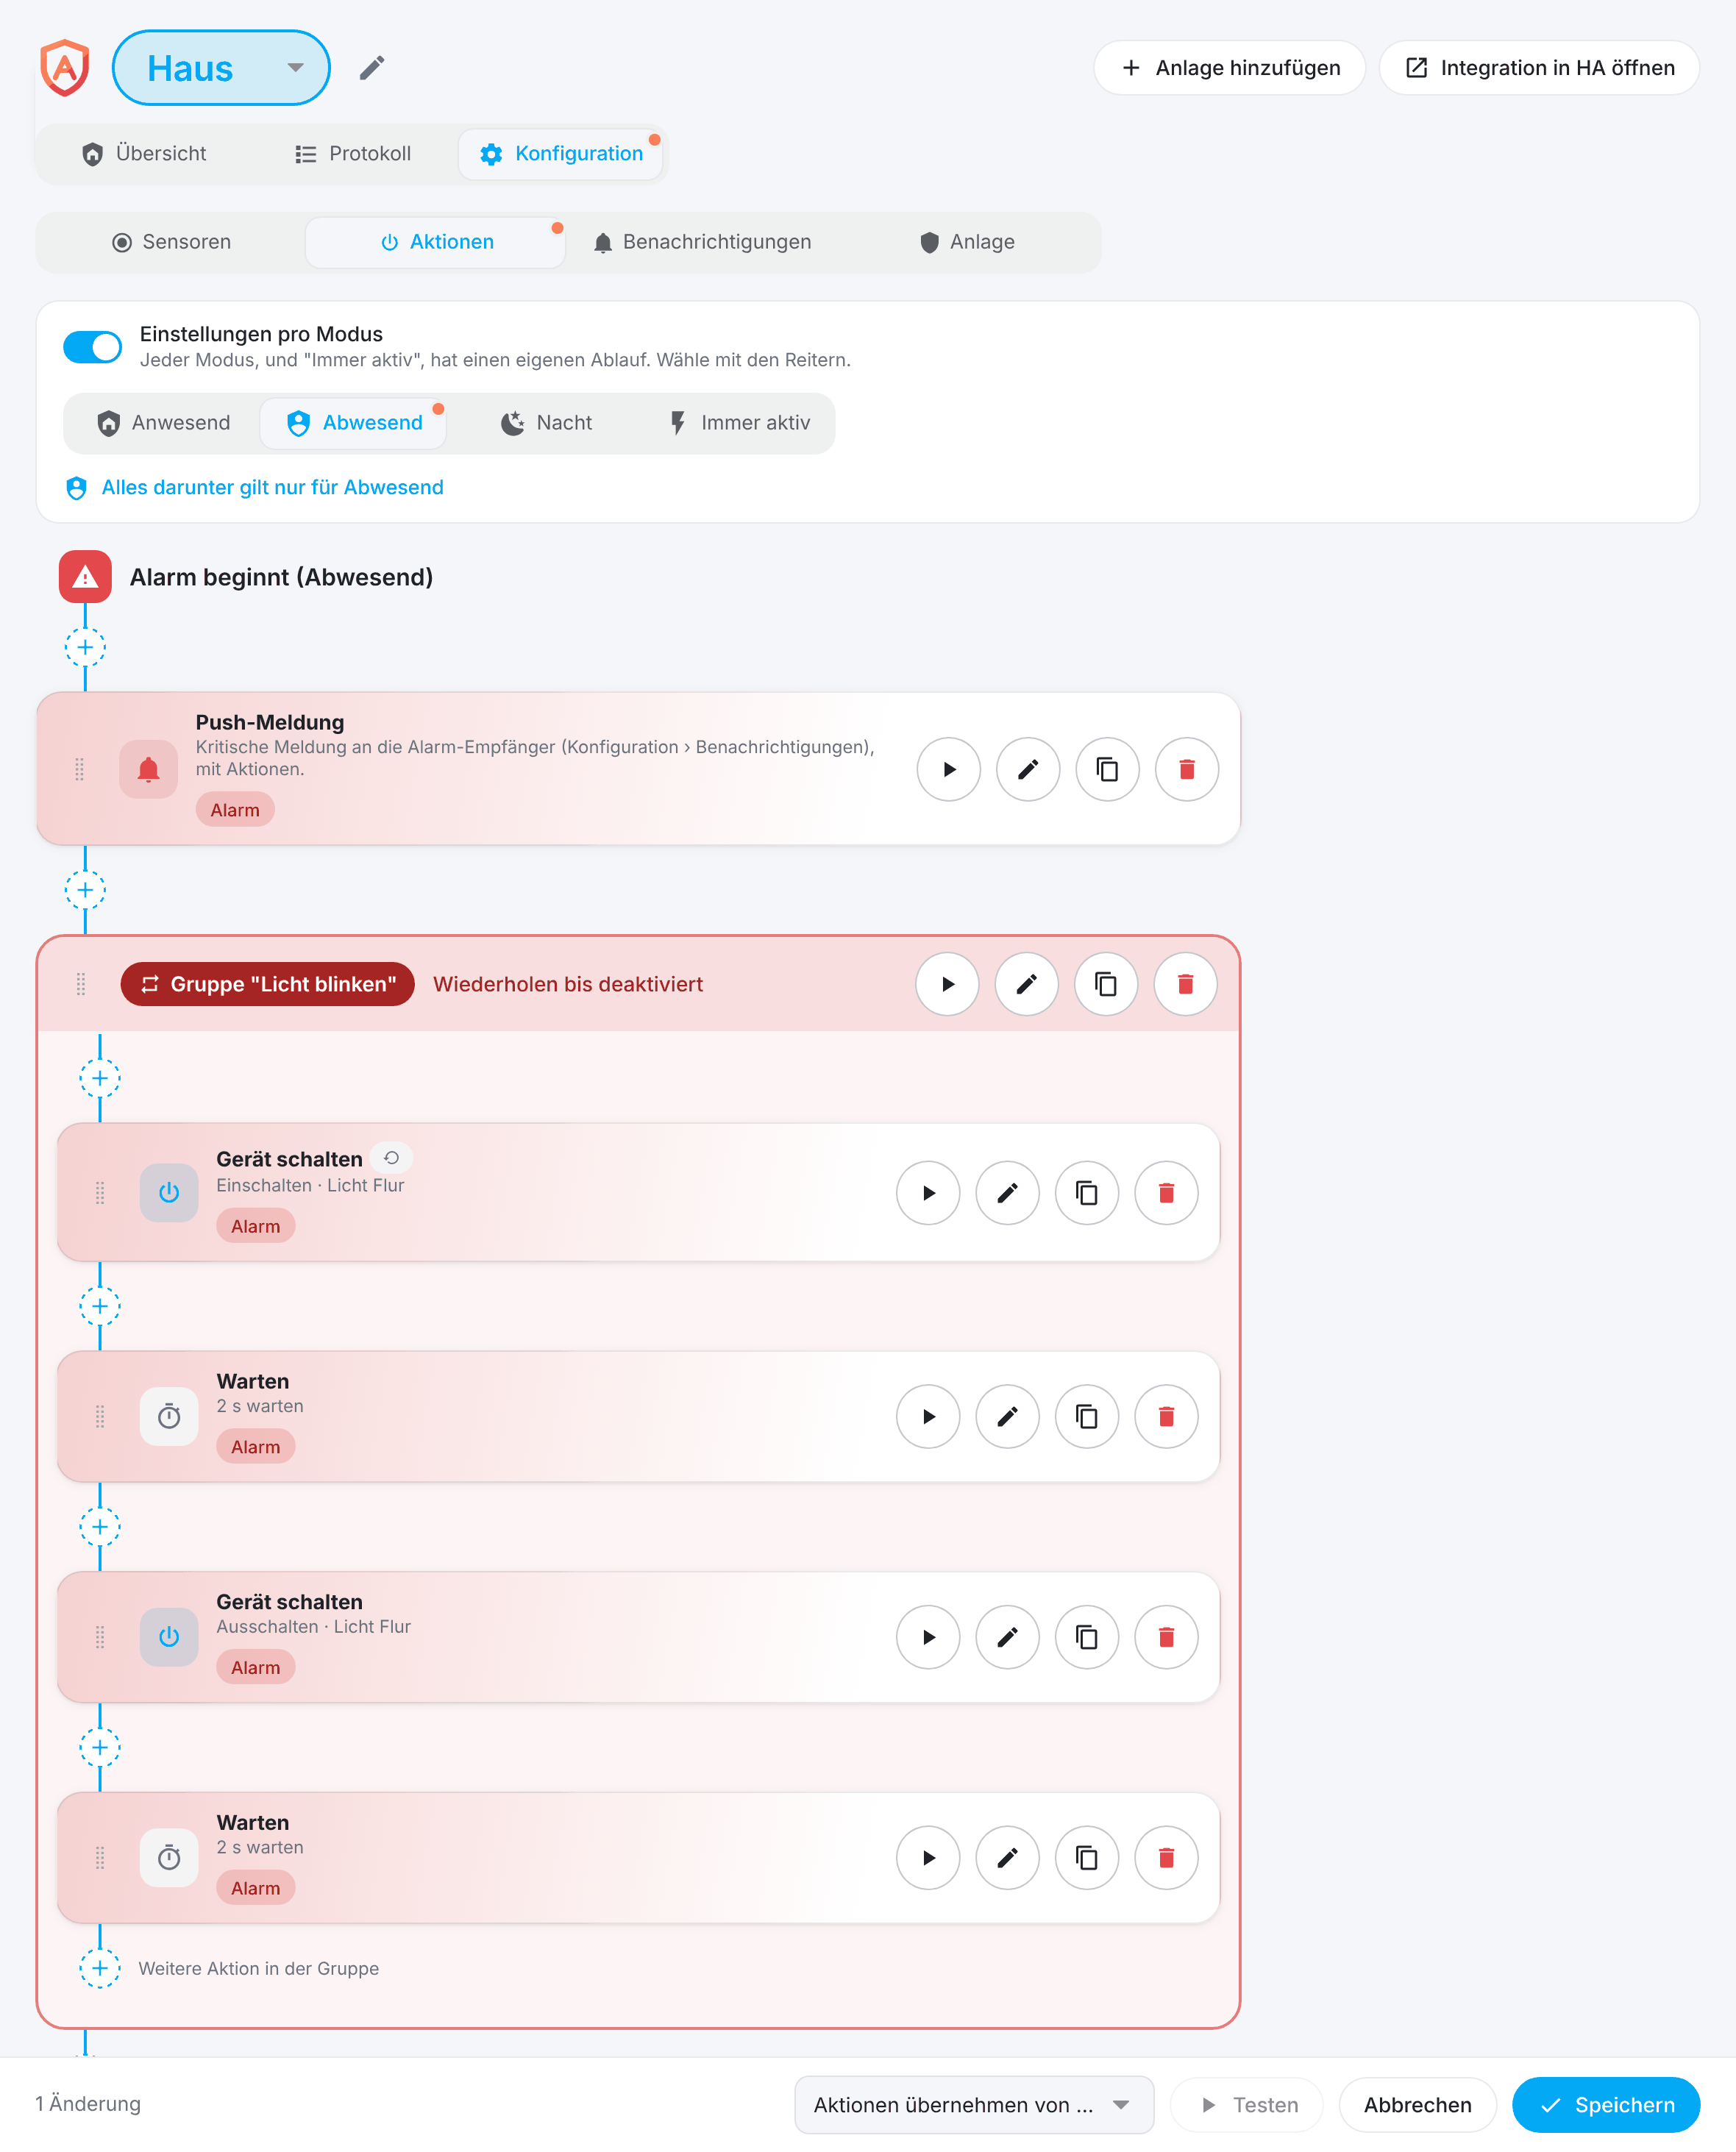 Haus
Anlage hinzufügen
Integration in HA öffnen
Übersicht
Protokoll
Konfiguration
Sensoren
Aktionen
Benachrichtigungen
Anlage
Einstellungen pro Modus
Jeder Modus, und "Immer aktiv", hat einen eigenen Ablauf. Wähle mit den Reitern.
Anwesend
Abwesend
Nacht
Immer aktiv
Alles darunter gilt nur für Abwesend
Alarm beginnt (Abwesend)
Push-Meldung
Kritische Meldung an die Alarm-Empfänger (Konfiguration › Benachrichtigungen),
mit Aktionen.
Alarm
Gruppe "Licht blinken"
Wiederholen bis deaktiviert
Gerät schalten
Einschalten · Licht Flur
Alarm
Warten
2 s warten
Alarm
Gerät schalten
Ausschalten · Licht Flur
Alarm
Warten
2 s warten
Alarm
Weitere Aktion in der Gruppe
1 Änderung
Aktionen übernehmen von ...
Testen
Abbrechen
Speichern